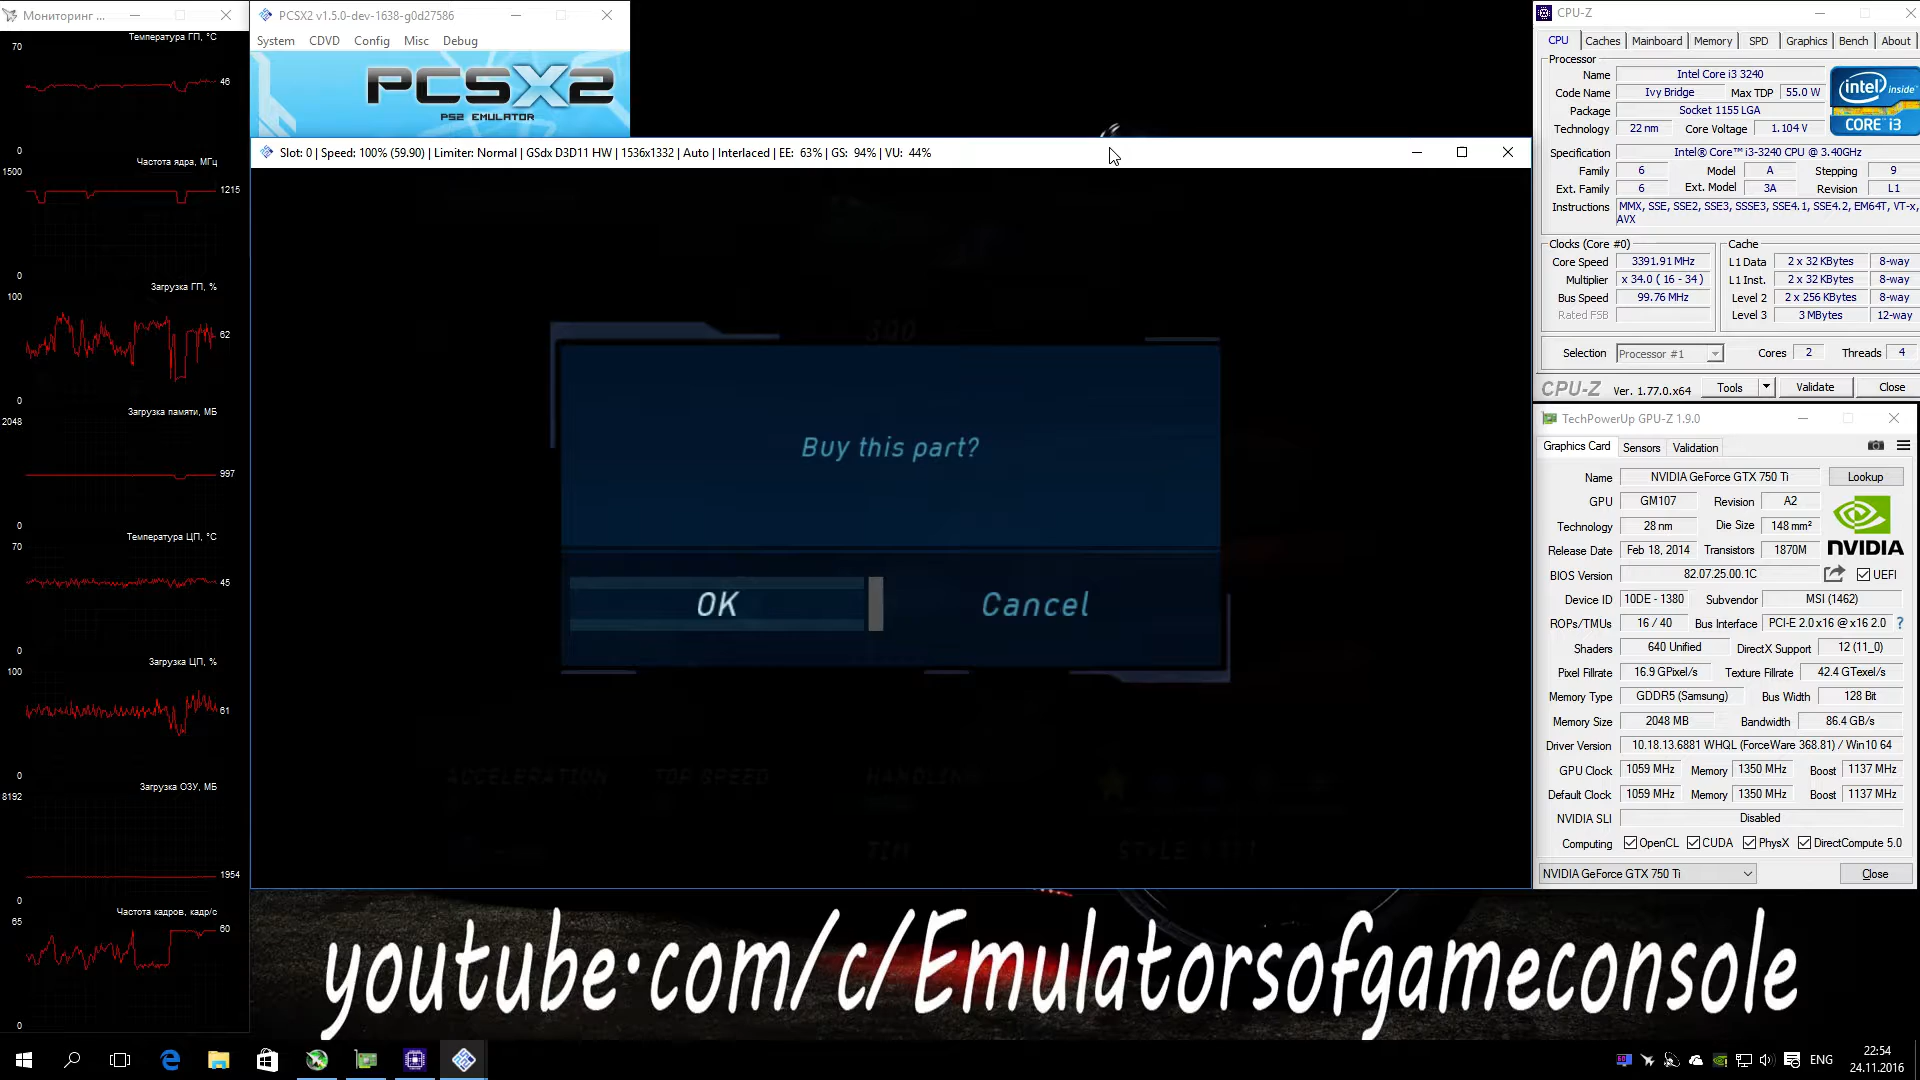 Мониторинг ...
Температура ГП, °C
70
46
0
Частота ядра, МГц
1500
1215
0
Загрузка ГП, %
100
62
0
Загрузка памяти, МБ
2048
997
0
Температура ЦП, °C
70
45
0
Загрузка ЦП, %
100
61
0
Загрузка ОЗУ, МБ
8192
1954
0
Частота кадров, кадр/с
65
60
0
PCSX2 v1.5.0-dev-1638-g0d27586
System CDVD Config Misc Debug
PCSX2
PS2 EMULATOR
Slot: 0 | Speed: 100% (59.90) | Limiter: Normal | GSdx D3D11 HW | 1536x1332 | Auto | Interlaced | EE: 63% | GS: 94% | VU: 44%
300
Buy this part?
OK Cancel
ACCELERATION TOP SPEED HANDLING
youtube.com/c/Emulatorsofgameconsole
CPU-Z
CPU Caches Mainboard Memory SPD Graphics Bench About
Processor
Name Intel Core i3 3240
Code Name Ivy Bridge Max TDP 55.0 W
Package Socket 1155 LGA
Technology 22 nm Core Voltage 1.104 V
intel inside™
CORE i3
Specification Intel® Core™ i3-3240 CPU @ 3.40GHz
Family 6 Model A Stepping 9
Ext. Family 6 Ext. Model 3A Revision L1
Instructions MMX, SSE, SSE2, SSE3, SSSE3, SSE4.1, SSE4.2, EM64T, VT-x,
AVX
Clocks (Core #0) Cache
Core Speed 3391.91 MHz L1 Data 2 x 32 KBytes 8-way
Multiplier x 34.0 ( 16 - 34 ) L1 Inst. 2 x 32 KBytes 8-way
Bus Speed 99.76 MHz Level 2 2 x 256 KBytes 8-way
Rated FSB Level 3 3 MBytes 12-way
Selection Processor #1 Cores 2 Threads 4
CPU-Z Ver. 1.77.0.x64 Tools Validate Close
TechPowerUp GPU-Z 1.9.0
Graphics Card Sensors Validation
Name NVIDIA GeForce GTX 750 Ti Lookup
GPU GM107 Revision A2
Technology 28 nm Die Size 148 mm²
Release Date Feb 18, 2014 Transistors 1870M
NVIDIA
BIOS Version 82.07.25.00.1C UEFI
Device ID 10DE - 1380 Subvendor MSI (1462)
ROPs/TMUs 16 / 40 Bus Interface PCI-E 2.0 x16 @ x16 2.0 ?
Shaders 640 Unified DirectX Support 12 (11_0)
Pixel Fillrate 16.9 GPixel/s Texture Fillrate 42.4 GTexel/s
Memory Type GDDR5 (Samsung) Bus Width 128 Bit
Memory Size 2048 MB Bandwidth 86.4 GB/s
Driver Version 10.18.13.6881 WHQL (ForceWare 368.81) / Win10 64
GPU Clock 1059 MHz Memory 1350 MHz Boost 1137 MHz
Default Clock 1059 MHz Memory 1350 MHz Boost 1137 MHz
NVIDIA SLI Disabled
Computing OpenCL CUDA PhysX DirectCompute 5.0
NVIDIA GeForce GTX 750 Ti Close
ENG
22:54
24.11.2016